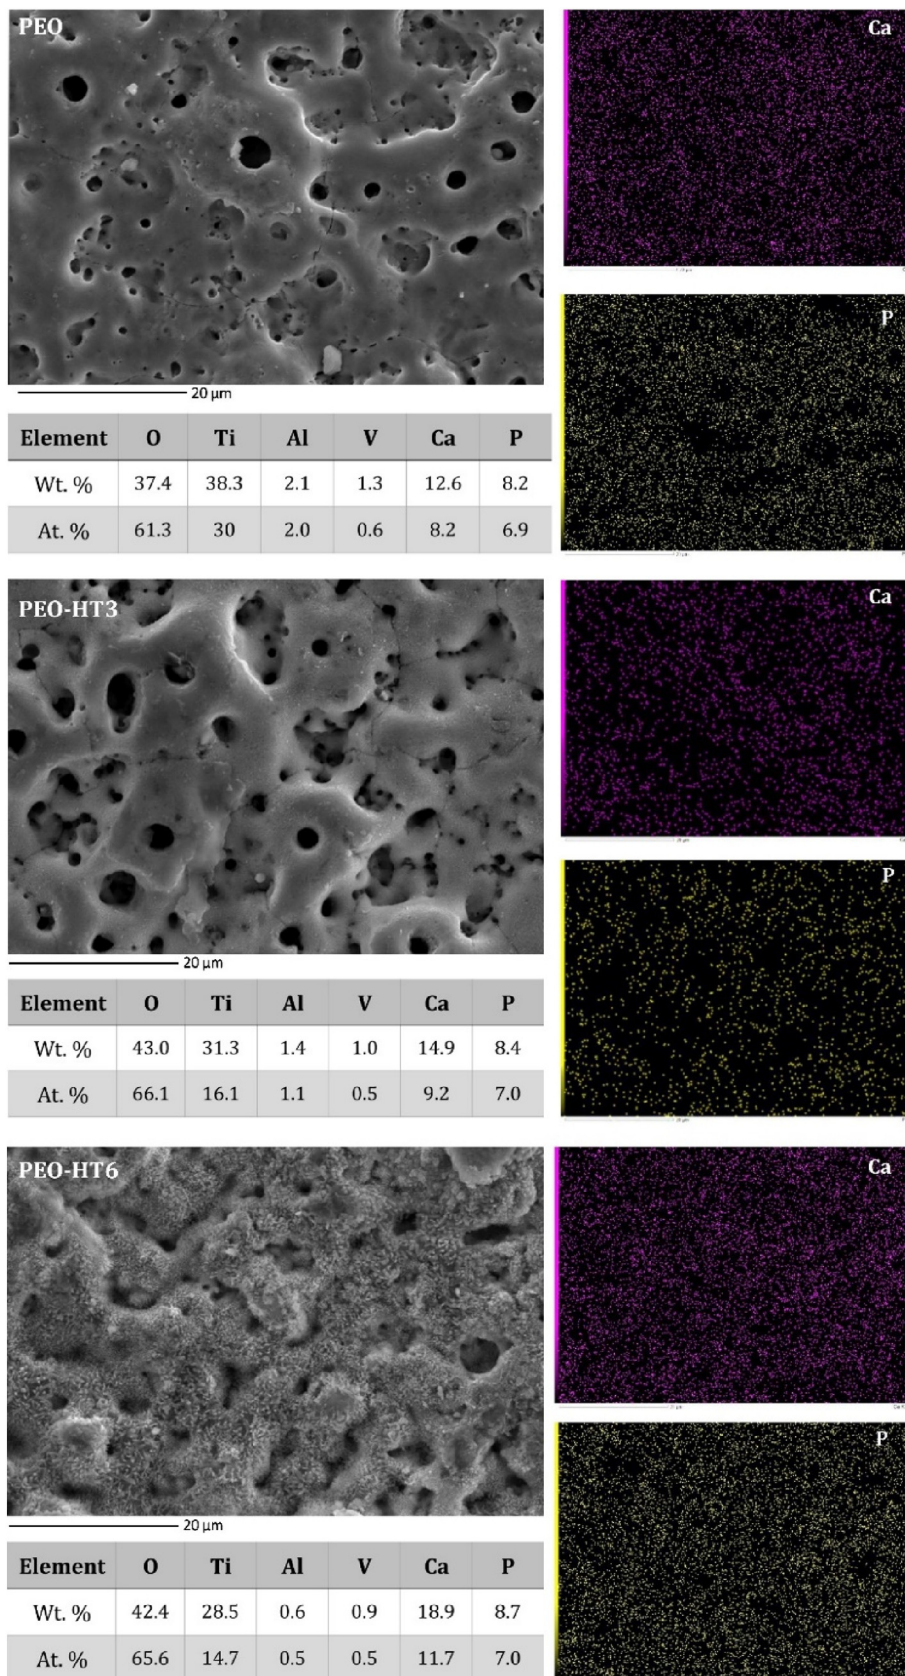 PEO
Ca
P
20 μm
Element O Ti Al V Ca P
Wt. % 37.4 38.3 2.1 1.3 12.6 8.2
At. % 61.3 30 2.0 0.6 8.2 6.9
PEO-HT3
Ca
P
20 μm
Element O Ti Al V Ca P
Wt. % 43.0 31.3 1.4 1.0 14.9 8.4
At. % 66.1 16.1 1.1 0.5 9.2 7.0
PEO-HT6
Ca
P
20 μm
Element O Ti Al V Ca P
Wt. % 42.4 28.5 0.6 0.9 18.9 8.7
At. % 65.6 14.7 0.5 0.5 11.7 7.0